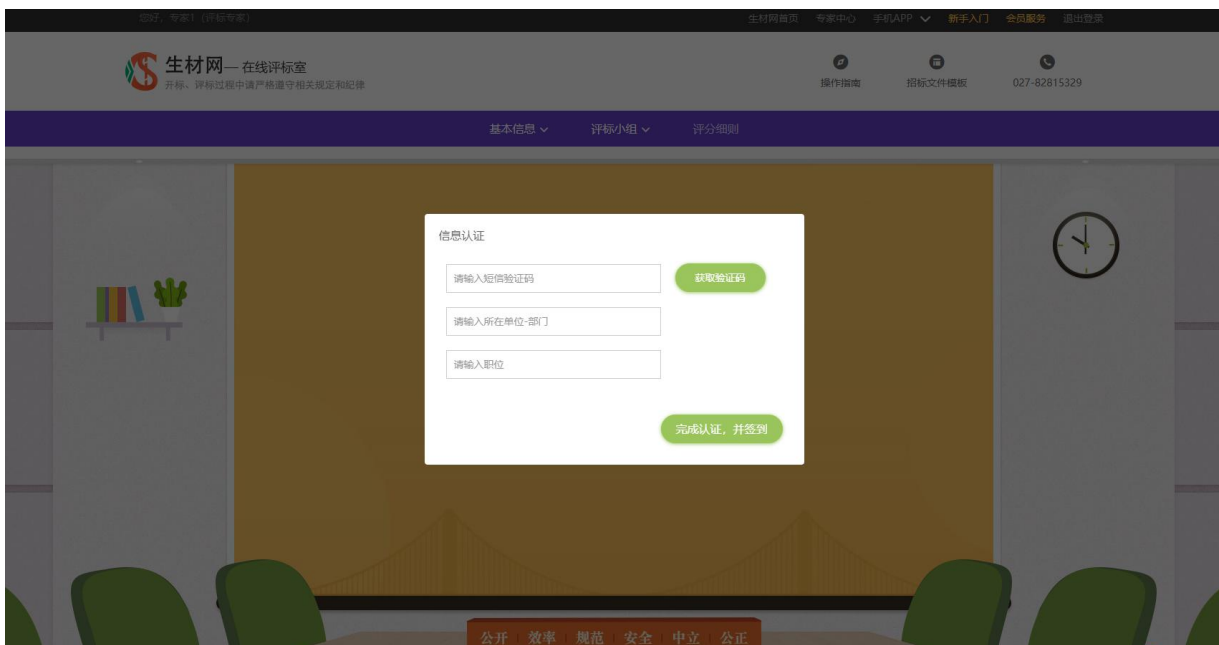 您好，专家1（评标专家） 生材网首页 专家中心 手机APP 新手入门 会员服务 退出登录
生材网— 在线评标室
开标、评标过程中请严格遵守相关规定和纪律
操作指南 招标文件模板 027-82815329
基本信息 评标小组 评分细则
信息认证
请输入短信验证码 获取验证码
请输入所在单位-部门
请输入职位
完成认证，并签到
公开 效率 规范 安全 中立 公正